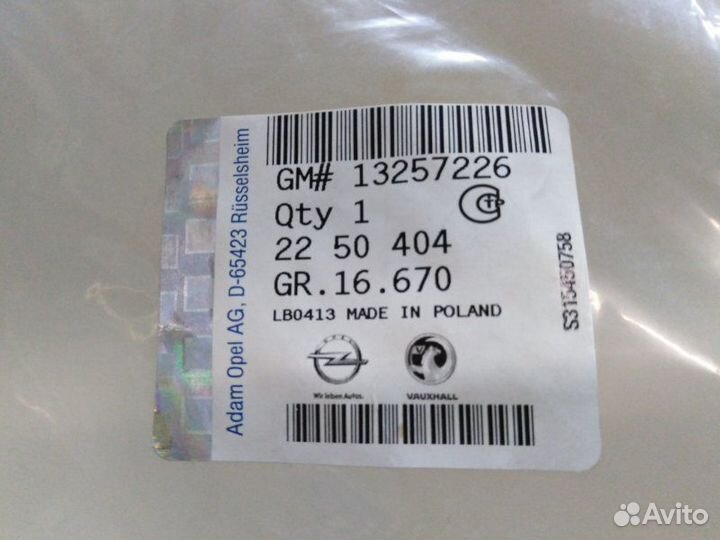 Adam Opel AG, D-65423 Rüsselsheim
GM# 13257226
Qty 1
22 50 404
GR.16.670
LB0413 MADE IN POLAND
S315450758
OPEL
Wir leben Autos.
VAUXHALL
Avito